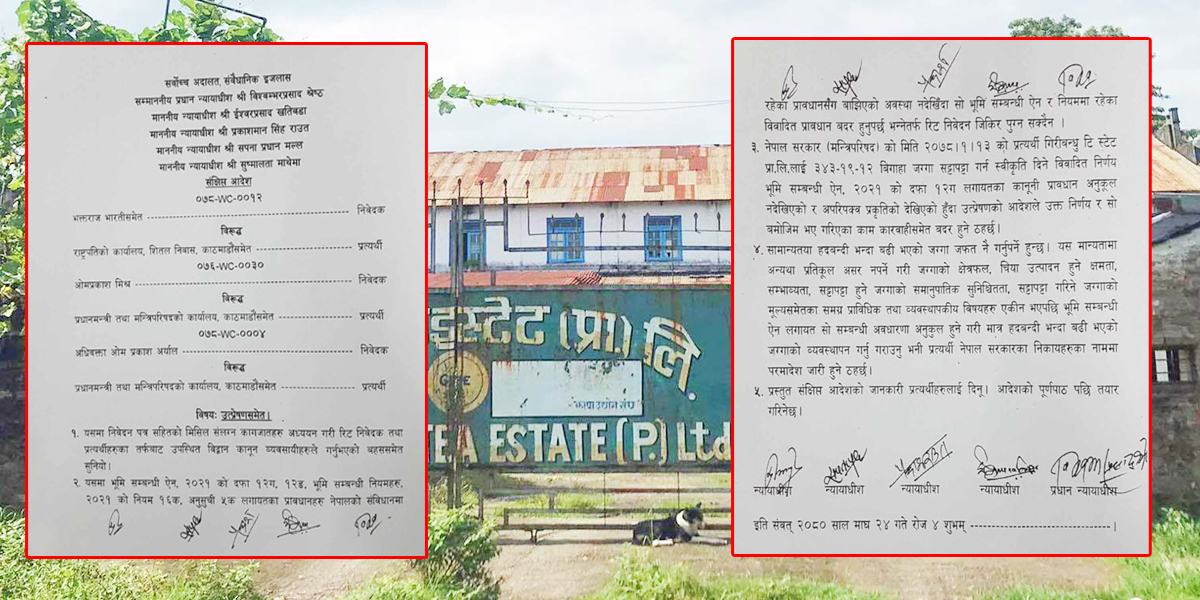 सर्वोच्च अदालत, संवैधानिक इजलास
सम्माननीय प्रधान न्यायाधीश श्री विश्वम्भरप्रसाद श्रेष्ठ
माननीय न्यायाधीश श्री ईश्वरप्रसाद खतिवडा
माननीय न्यायाधीश श्री प्रकाशमान सिंह राउत
माननीय न्यायाधीश श्री सपना प्रधान मल्ल
माननीय न्यायाधीश श्री सुष्मालता माथेमा
संक्षिप्त आदेश
०७८-WC-००१२
भक्तराज भारतीसमेत ---------- निवेदक
विरूद्ध
राष्ट्रपतिको कार्यालय, शितल निवास, काठमाडौंसमेत ---------- प्रत्यर्थी
०७६-WC-००३०
ओमप्रकाश मिश्र ---------- निवेदक
विरूद्ध
प्रधानमन्त्री तथा मन्त्रिपरिषदको कार्यालय, काठमाडौंसमेत ---------- प्रत्यर्थी
०७८-WC-०००४
अधिवक्ता ओम प्रकाश अर्याल ---------- निवेदक
विरूद्ध
प्रधानमन्त्री तथा मन्त्रिपरिषदको कार्यालय, काठमाडौंसमेत ---------- प्रत्यर्थी
विषयः उत्प्रेषणसमेत।
१. यसमा निवेदन पत्र सहितको मिसिल संलग्न कागजातहरू अध्ययन गरी रिट निवेदक तथा
प्रत्यर्थीहरूका तर्फबाट उपस्थित विद्वान कानून व्यवसायीहरूले गर्नुभएको बहससमेत
सुनियो।
२. यसमा भूमि सम्बन्धी ऐन, २०२१ को दफा १२ग, १२ङ, भूमि सम्बन्धी नियमहरु,
२०२१ को नियम १६क, अनुसूची ५क लगायतका प्रावधानहरु नेपालको संविधानमा
रहेका प्रावधानसँग बाझिएको अवस्था नदेखिँदा सो भूमि सम्बन्धी ऐन र नियममा रहेका
विवादित प्रावधान बदर हुनुपर्छ भन्नेतर्फ रिट निवेदन जिकिर पुग्न सक्दैन ।
३. नेपाल सरकार (मन्त्रिपरिषद) को मिति २०७८।१।१३ को प्रत्यर्थी गिरीबन्धु टि स्टेट
प्रा.लि.लाई ३४३-१९-१२ बिगाहा जग्गा सट्टापट्टा गर्न स्वीकृति दिने विवादित निर्णय
भूमि सम्बन्धी ऐन, २०२१ को दफा १२ग लगायतका कानूनी प्रावधान अनुकूल
नदेखिएको र अपरिपक्व प्रकृतिको देखिएको हुँदा उत्प्रेषणको आदेशले उक्त निर्णय र सो
बमोजिम भए गरिएका काम कारवाहीसमेत बदर हुने ठहर्छ।
४. सामान्यतया हदबन्दी भन्दा बढी भएको जग्गा जफत नै गर्नुपर्ने हुन्छ। यस मान्यतामा
अन्यथा प्रतिकूल असर नपर्ने गरी जग्गाको क्षेत्रफल, चिया उत्पादन हुने क्षमता,
सम्भाव्यता, सट्टापट्टा हुने जग्गाको समानुपातिक सुनिश्चितता, सट्टापट्टा गरिने जग्गाको
मूल्यसमेतका समग्र प्राविधिक तथा व्यवस्थापकीय विषयहरु एकीन भएपछि भूमि सम्बन्धी
ऐन लगायत सो सम्बन्धी अवधारणा अनुकुल हुने गरी मात्र हदबन्दी भन्दा बढी भएको
जग्गाको व्यवस्थापन गर्नु गराउनु भनी प्रत्यर्थी नेपाल सरकारका निकायहरुका नाममा
परमादेश जारी हुने ठहर्छ।
५. प्रस्तुत संक्षिप्त आदेशको जानकारी प्रत्यर्थीहरुलाई दिनू। आदेशको पूर्णपाठ पछि तयार
गरिनेछ।
न्यायाधीश न्यायाधीश न्यायाधीश न्यायाधीश प्रधान न्यायाधीश
इति संवत् २०८० साल माघ २४ गते रोज ४ शुभम् ----------।
इस्टेट (प्रा.) लि.
TEA ESTATE (P.) Ltd